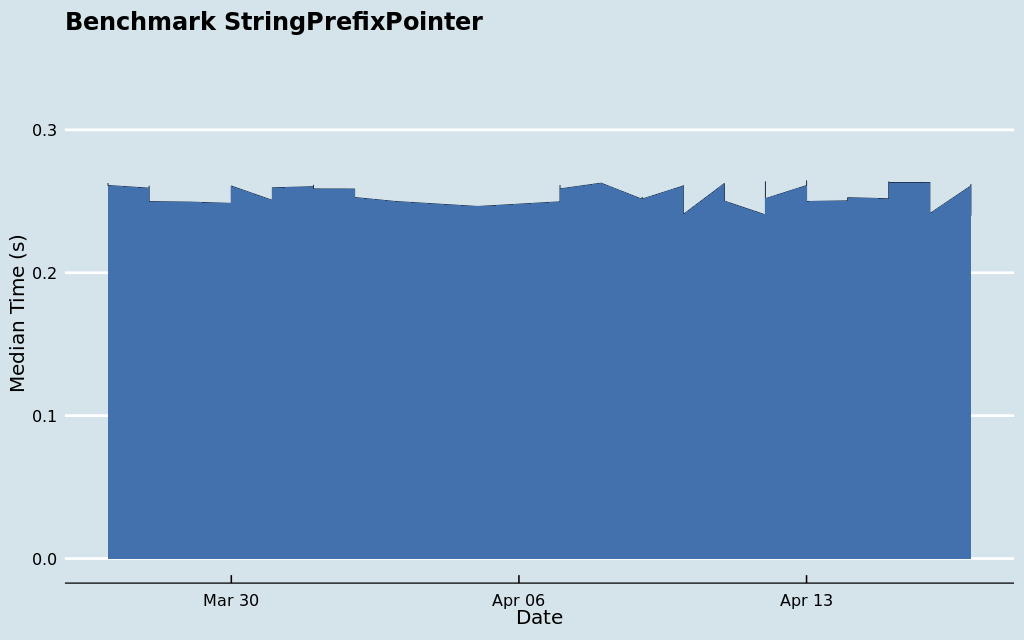 Benchmark StringPrefixPointer
0.3
0.2
0.1
0.0
Median Time (s)
Mar 30
Apr 06
Apr 13
Date